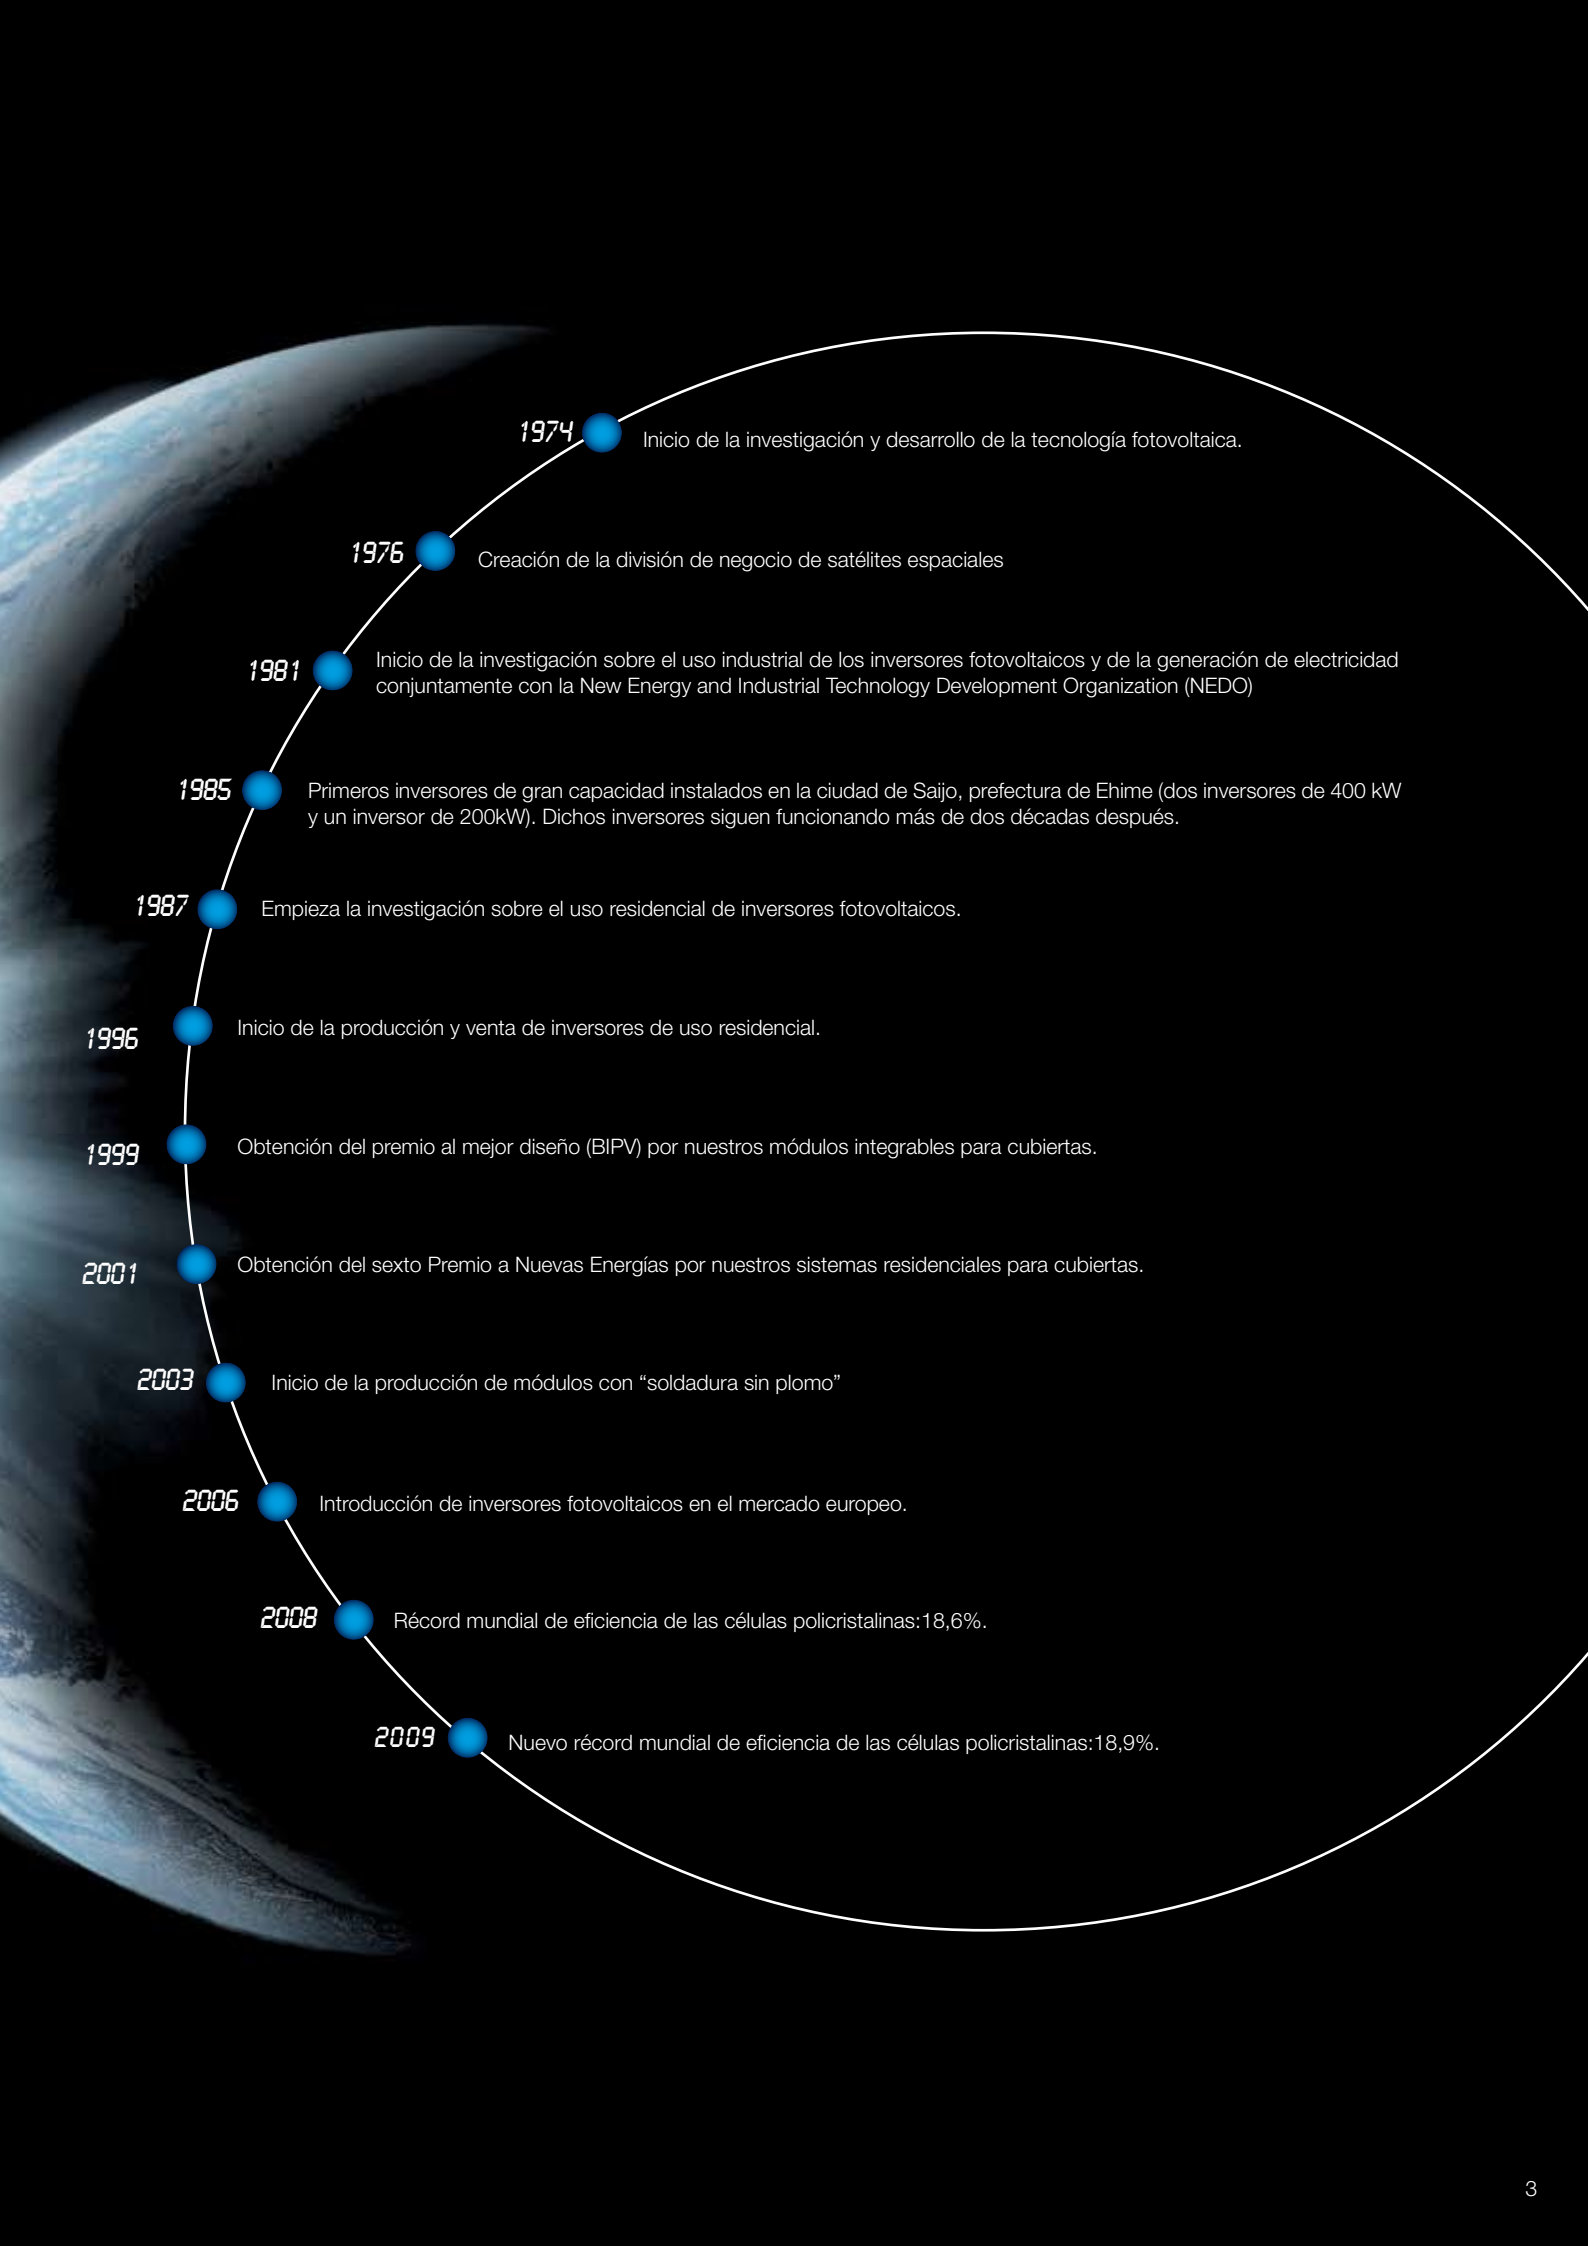 1974
Inicio de la investigación y desarrollo de la tecnología fotovoltaica.
1976
Creación de la división de negocio de satélites espaciales
1981
Inicio de la investigación sobre el uso industrial de los inversores fotovoltaicos y de la generación de electricidad
conjuntamente con la New Energy and Industrial Technology Development Organization (NEDO)
1985
Primeros inversores de gran capacidad instalados en la ciudad de Saijo, prefectura de Ehime (dos inversores de 400 kW
y un inversor de 200kW). Dichos inversores siguen funcionando más de dos décadas después.
1987
Empieza la investigación sobre el uso residencial de inversores fotovoltaicos.
1996
Inicio de la producción y venta de inversores de uso residencial.
1999
Obtención del premio al mejor diseño (BIPV) por nuestros módulos integrables para cubiertas.
2001
Obtención del sexto Premio a Nuevas Energías por nuestros sistemas residenciales para cubiertas.
2003
Inicio de la producción de módulos con “soldadura sin plomo”
2006
Introducción de inversores fotovoltaicos en el mercado europeo.
2008
Récord mundial de eficiencia de las células policristalinas:18,6%.
2009
Nuevo récord mundial de eficiencia de las células policristalinas:18,9%.
3